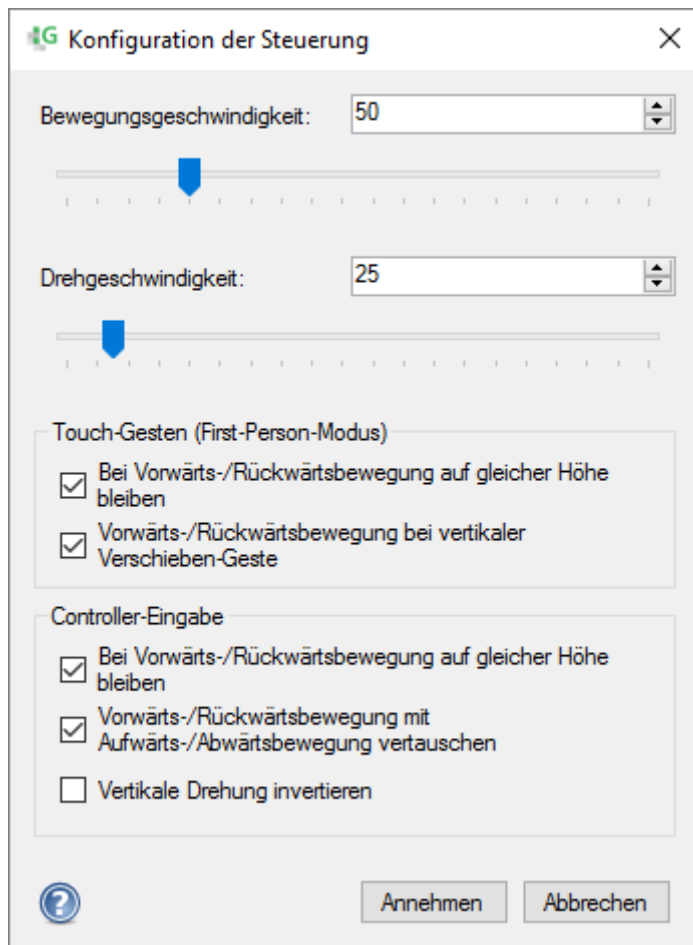 G Konfiguration der Steuerung
Bewegungsgeschwindigkeit: 50
Drehgeschwindigkeit: 25
Touch-Gesten (First-Person-Modus)
Bei Vorwärts-/Rückwärtsbewegung auf gleicher Höhe
bleiben
Vorwärts-/Rückwärtsbewegung bei vertikaler
Verschieben-Geste
Controller-Eingabe
Bei Vorwärts-/Rückwärtsbewegung auf gleicher Höhe
bleiben
Vorwärts-/Rückwärtsbewegung mit
Aufwärts-/Abwärtsbewegung vertauschen
Vertikale Drehung invertieren
? Annehmen Abbrechen